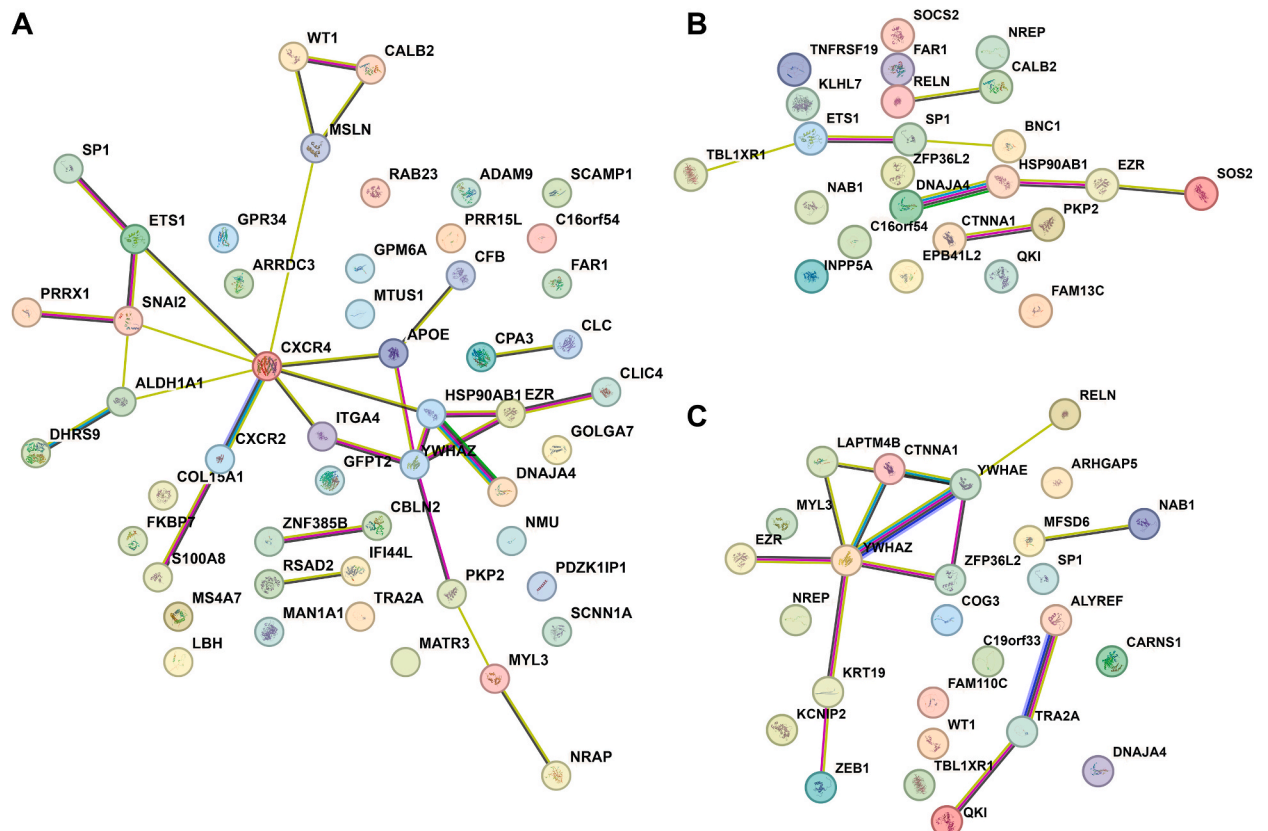 A
WT1
CALB2
MSLN
SP1
RAB23
ADAM9
SCAMP1
ETS1
GPR34
PRR15L
C16orf54
GPM6A
CFB
ARRDC3
FAR1
PRRX1
SNAI2
MTUS1
APOE
CPA3
CLC
CXCR4
ALDH1A1
CLIC4
HSP90AB1
EZR
ITGA4
DHRS9
CXCR2
GOLGA7
YWHAZ
GFPT2
DNAJA4
COL15A1
CBLN2
FKBP7
ZNF385B
NMU
S100A8
IFI44L
RSAD2
PKP2
PDZK1IP1
MS4A7
MAN1A1
TRA2A
SCNN1A
LBH
MATR3
MYL3
NRAP
B
SOCS2
NREP
TNFRSF19
FAR1
CALB2
KLHL7
RELN
ETS1
SP1
BNC1
TBL1XR1
ZFP36L2
HSP90AB1
EZR
SOS2
NAB1
DNAJA4
CTNNA1
PKP2
C16orf54
INPP5A
EPB41L2
QKI
FAM13C
C
RELN
LAPTM4B
CTNNA1
YWHAE
ARHGAP5
MYL3
MFSD6
NAB1
EZR
YWHAZ
ZFP36L2
SP1
NREP
COG3
ALYREF
C19orf33
CARNS1
KRT19
FAM110C
KCNIP2
WT1
TRA2A
ZEB1
TBL1XR1
DNAJA4
QKI